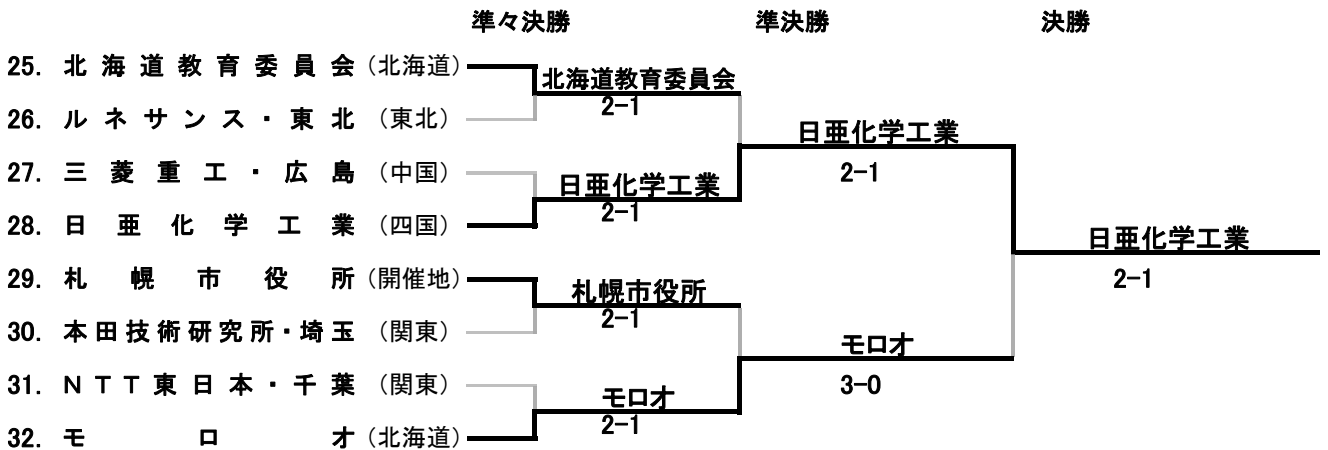 準々決勝 準決勝 決勝
25. 北海道教育委員会 (北海道)
北海道教育委員会
2-1
26. ルネサンス・東北 (東北)
日亜化学工業
2-1
27. 三菱重工・広島 (中国)
日亜化学工業
2-1
28. 日亜化学工業 (四国)
日亜化学工業
2-1
29. 札幌市役所 (開催地)
札幌市役所
2-1
30. 本田技術研究所・埼玉 (関東)
モロオ
3-0
31. NTT東日本・千葉 (関東)
モロオ
2-1
32. モロオ (北海道)